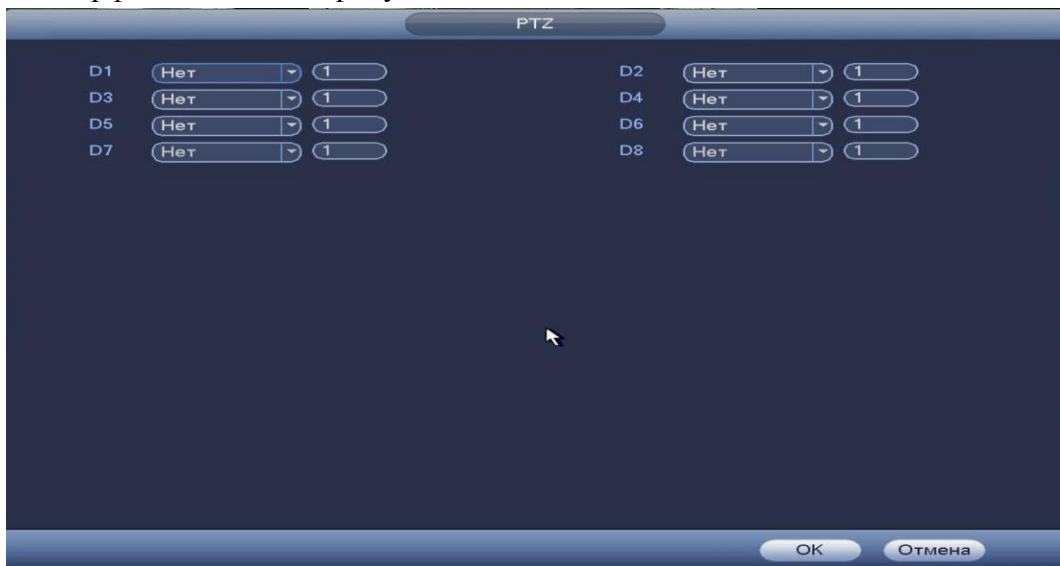 PTZ
D1 Нет 1 D2 Нет 1
D3 Нет 1 D4 Нет 1
D5 Нет 1 D6 Нет 1
D7 Нет 1 D8 Нет 1
OK Отмена